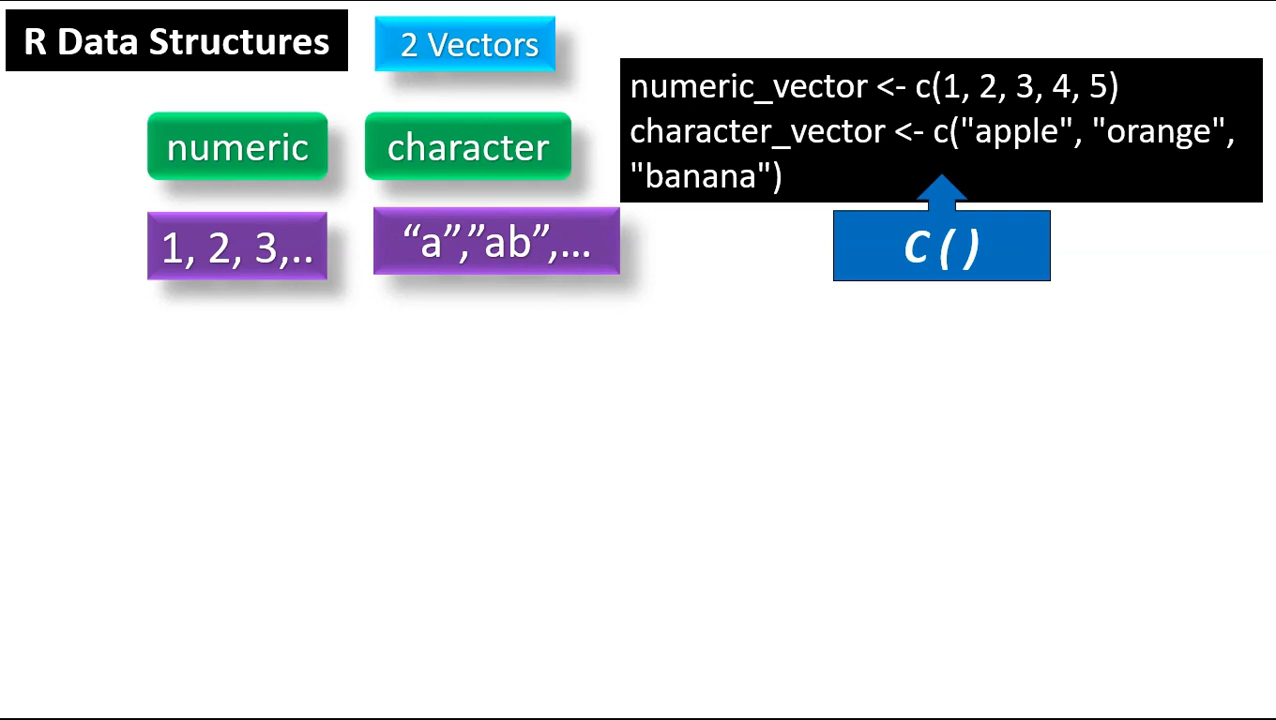 R Data Structures
2 Vectors
numeric
character
1, 2, 3,..
“a”,”ab”,...
numeric_vector <- c(1, 2, 3, 4, 5)
character_vector <- c("apple", "orange",
"banana")
C ( )